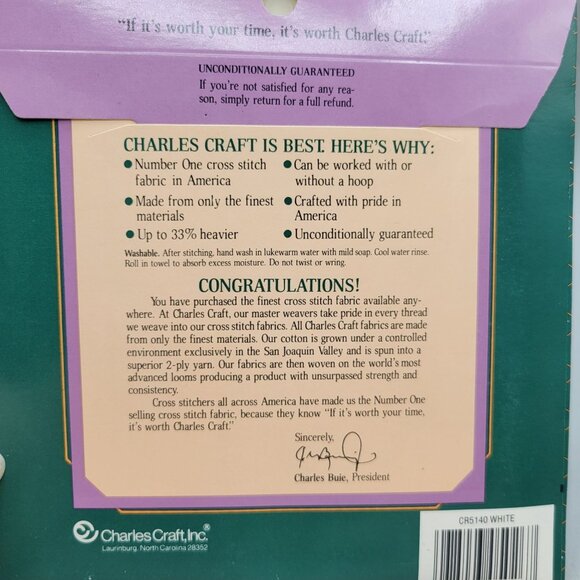 "If it's worth your time, it's worth Charles Craft."
UNCONDITIONALLY GUARANTEED
If you're not satisfied for any rea-
son, simply return for a full refund.
CHARLES CRAFT IS BEST. HERE'S WHY:
● Number One cross stitch
fabric in America
● Made from only the finest
materials
● Up to 33% heavier
● Can be worked with or
without a hoop
● Crafted with pride in
America
● Unconditionally guaranteed
Washable. After stitching, hand wash in lukewarm water with mild soap. Cool water rinse.
Roll in towel to absorb excess moisture. Do not twist or wring.
CONGRATULATIONS!
You have purchased the finest cross stitch fabric available any-
where. At Charles Craft, our master weavers take pride in every thread
we weave into our cross stitch fabrics. All Charles Craft fabrics are made
from only the finest materials. Our cotton is grown under a controlled
environment exclusively in the San Joaquin Valley and is spun into a
superior 2-ply yarn. Our fabrics are then woven on the world's most
advanced looms producing a product with unsurpassed strength and
consistency.
Cross stitchers all across America have made us the Number One
selling cross stitch fabric, because they know "If it's worth your time,
it's worth Charles Craft."
Sincerely,
Charles Buie, President
Charles Craft, Inc.®
Laurinburg, North Carolina 28352
CR5140 WHITE